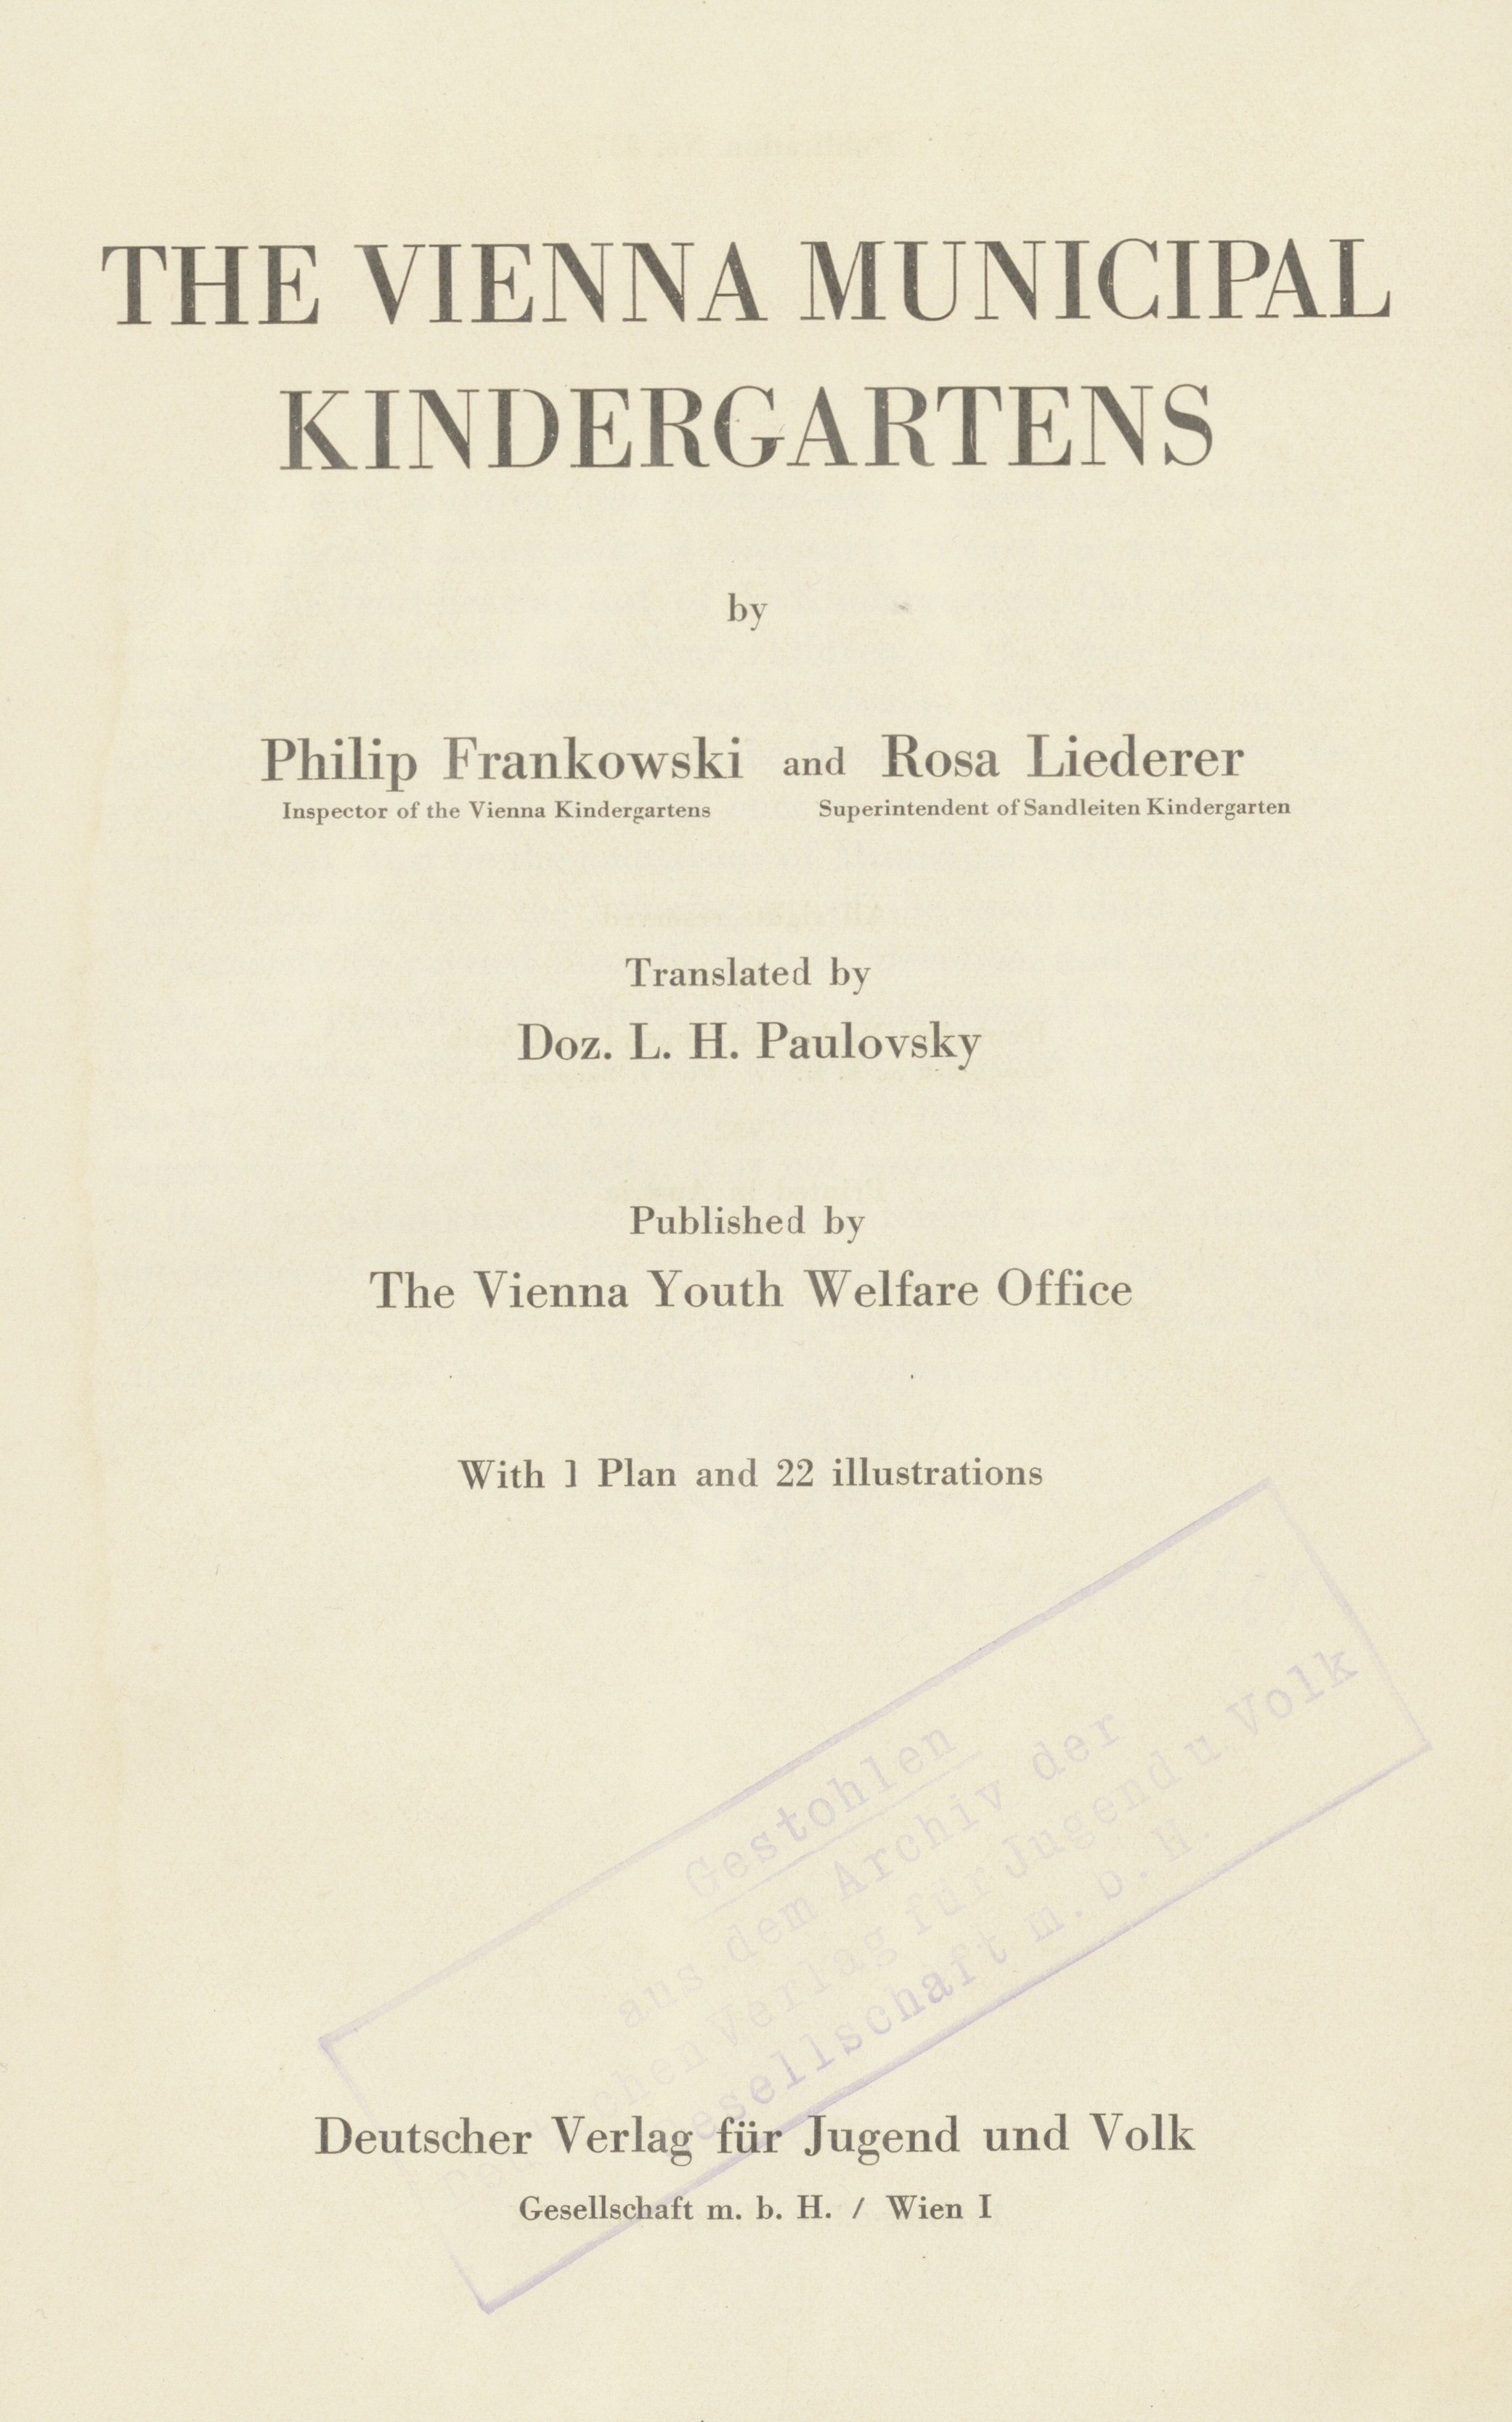 THE VIENNA MUNICIPAL
KINDERGARTENS
by
Philip Frankowski and Rosa Liederer
Inspector of the Vienna Kindergartens Superintendent of Sandleiten Kindergarten
Translated by
Doz. L. H. Paulovsky
Published by
The Vienna Youth Welfare Office
With 1 Plan and 22 illustrations
Gestohlen
aus dem Archiv der
Verlag für Jugend u. Volk
Gesellschaft m. b. H.
Deutscher Verlag für Jugend und Volk
Gesellschaft m. b. H. / Wien I